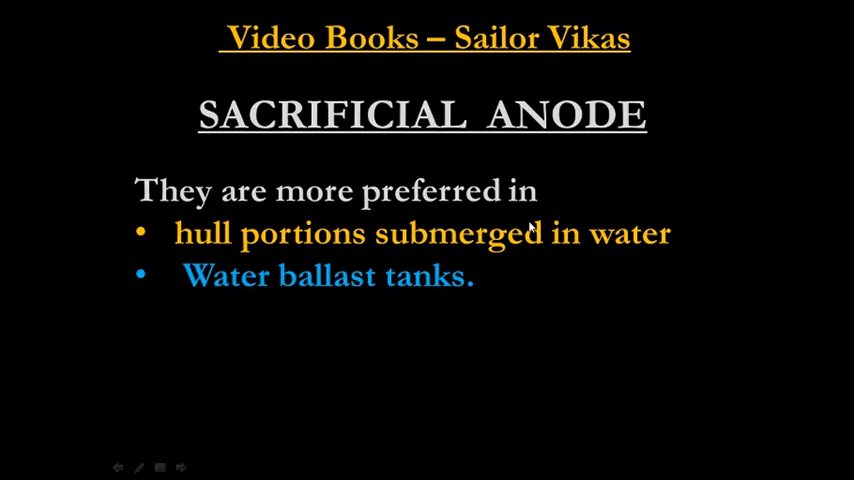 Video Books – Sailor Vikas
SACRIFICIAL ANODE
They are more preferred in
• hull portions submerged in water
• Water ballast tanks.